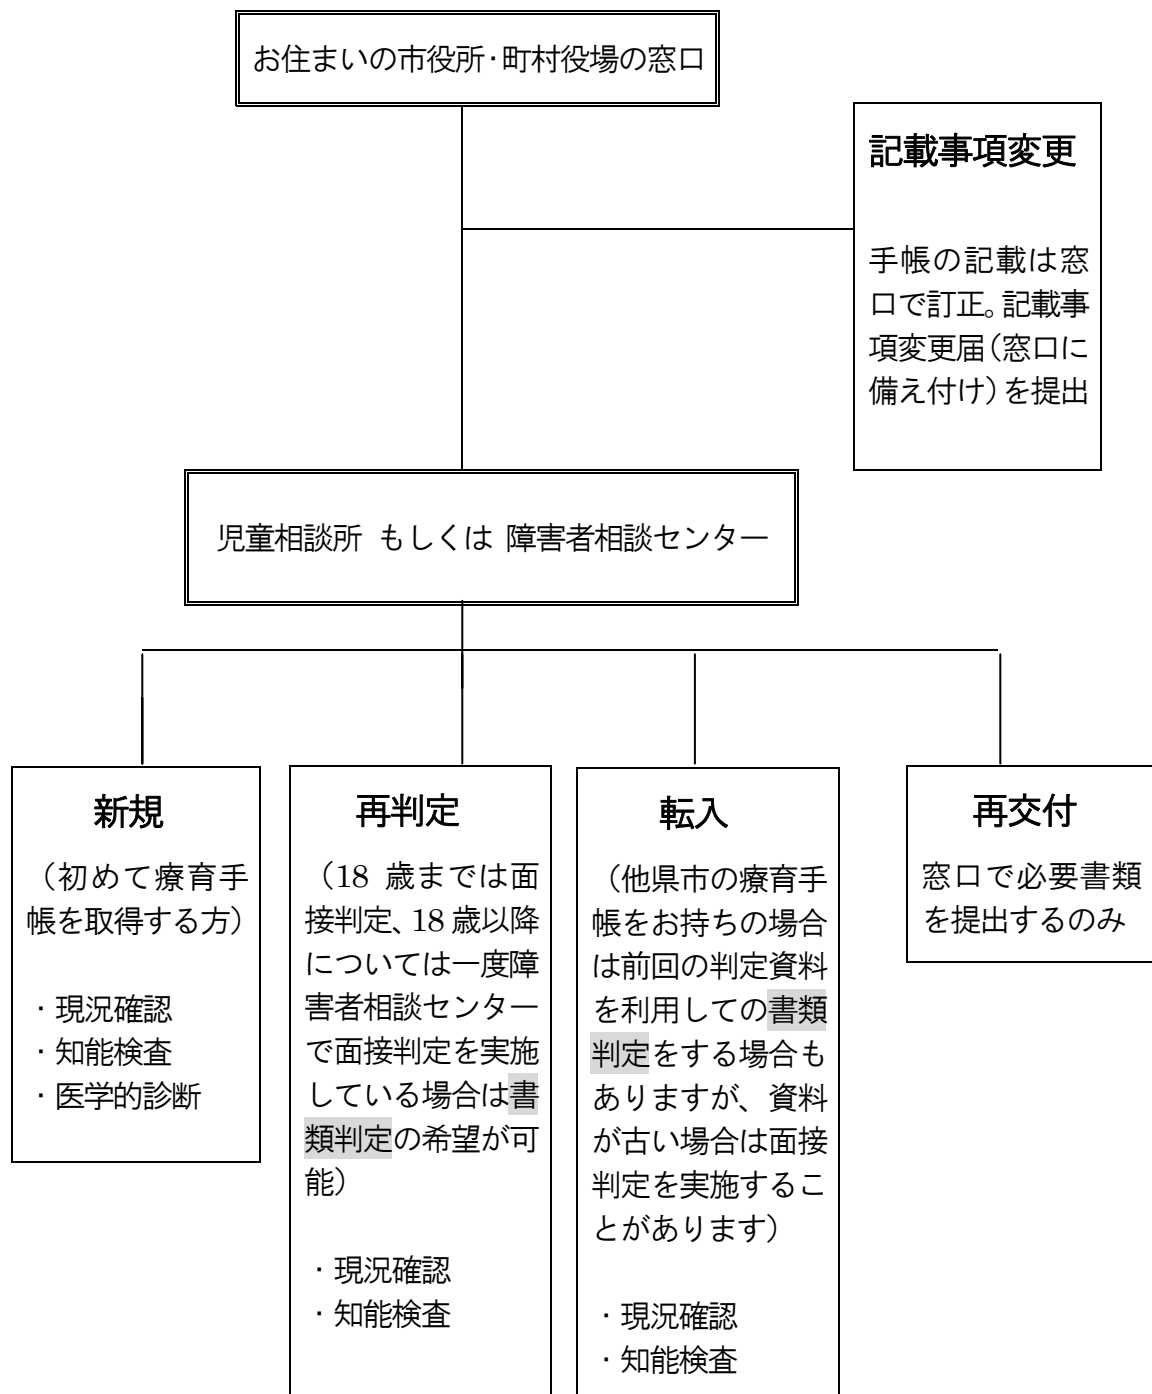 お住まいの市役所･町村役場の窓口
記載事項変更
手帳の記載は窓
口で訂正。記載事
項変更届（窓口に
備え付け）を提出
児童相談所 もしくは 障害者相談センター
新規
（初めて療育手
帳を取得する方）
・現況確認
・知能検査
・医学的診断
再判定
（18 歳までは面
接判定、18 歳以降
については一度障
害者相談センター
で面接判定を実施
している場合は書
類判定の希望が可
能）
・現況確認
・知能検査
転入
（他県市の療育手
帳をお持ちの場合
は前回の判定資料
を利用しての書類
判定をする場合も
ありますが、資料
が古い場合は面接
判定を実施するこ
とがあります）
・現況確認
・知能検査
再交付
窓口で必要書類
を提出するのみ